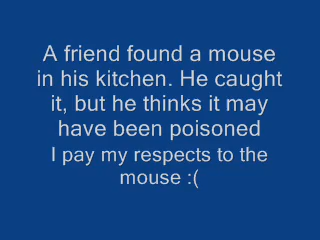 A friend found a mouse
in his kitchen. He caught
it, but he thinks it may
have been poisoned
I pay my respects to the
mouse :(